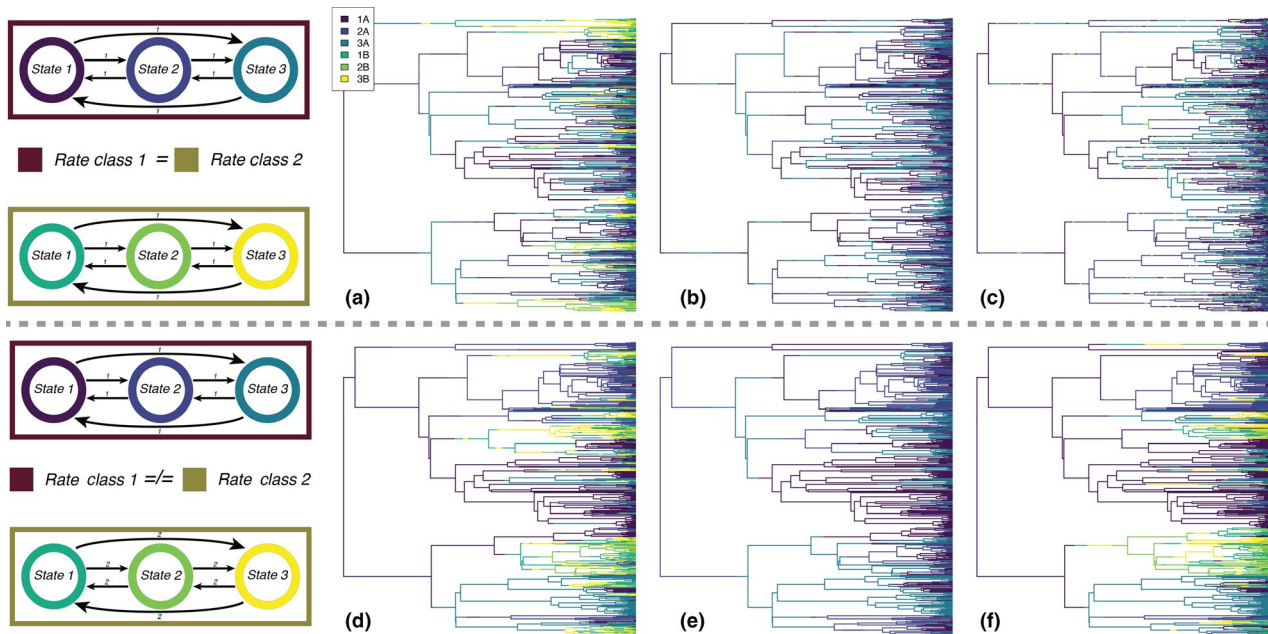 1
State 1
1
State 2
1
State 3
1
1
1
Rate class 1 = Rate class 2
1
State 1
1
State 2
1
State 3
1
1
1
1A
2A
3A
1B
2B
3B
(a)
(b)
(c)
1
State 1
1
State 2
1
State 3
1
1
1
Rate class 1 =/= Rate class 2
2
State 1
2
State 2
2
State 3
2
2
2
(d)
(e)
(f)